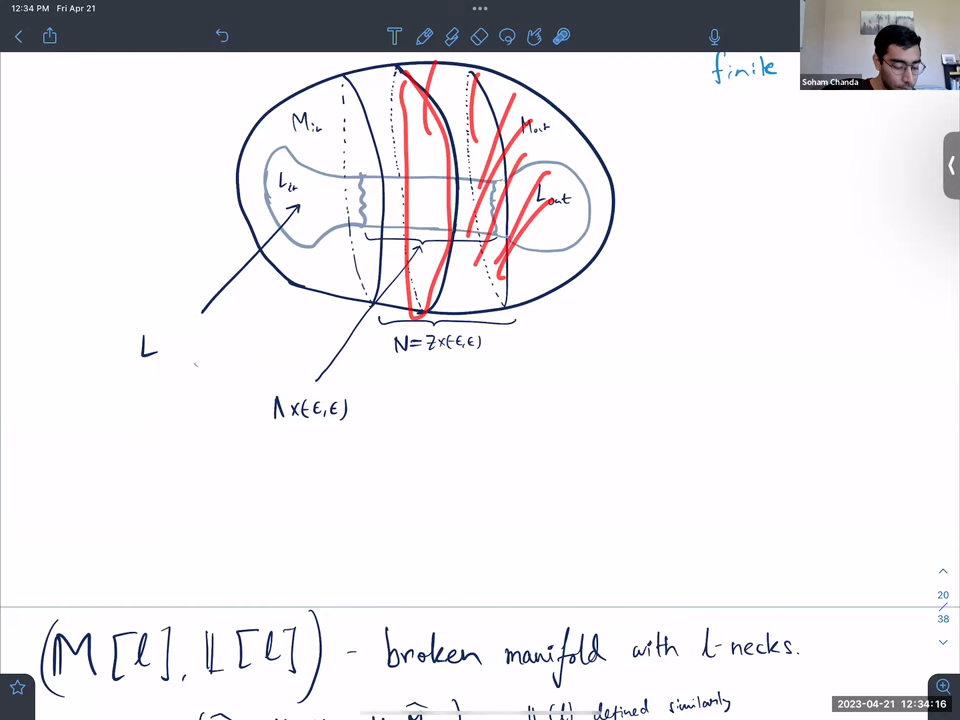 12:34 PM Fri Apr 21
finite
Soham Chanda
M_in
M_out
L_in
L_out
N = Z×(-ε,ε)
L
Λ×(-ε,ε)
20
38
(𝕄[l], 𝕃[l]) - broken manifold with l-necks.
𝕃[l] defined similarly
2023-04-21 12:34:16